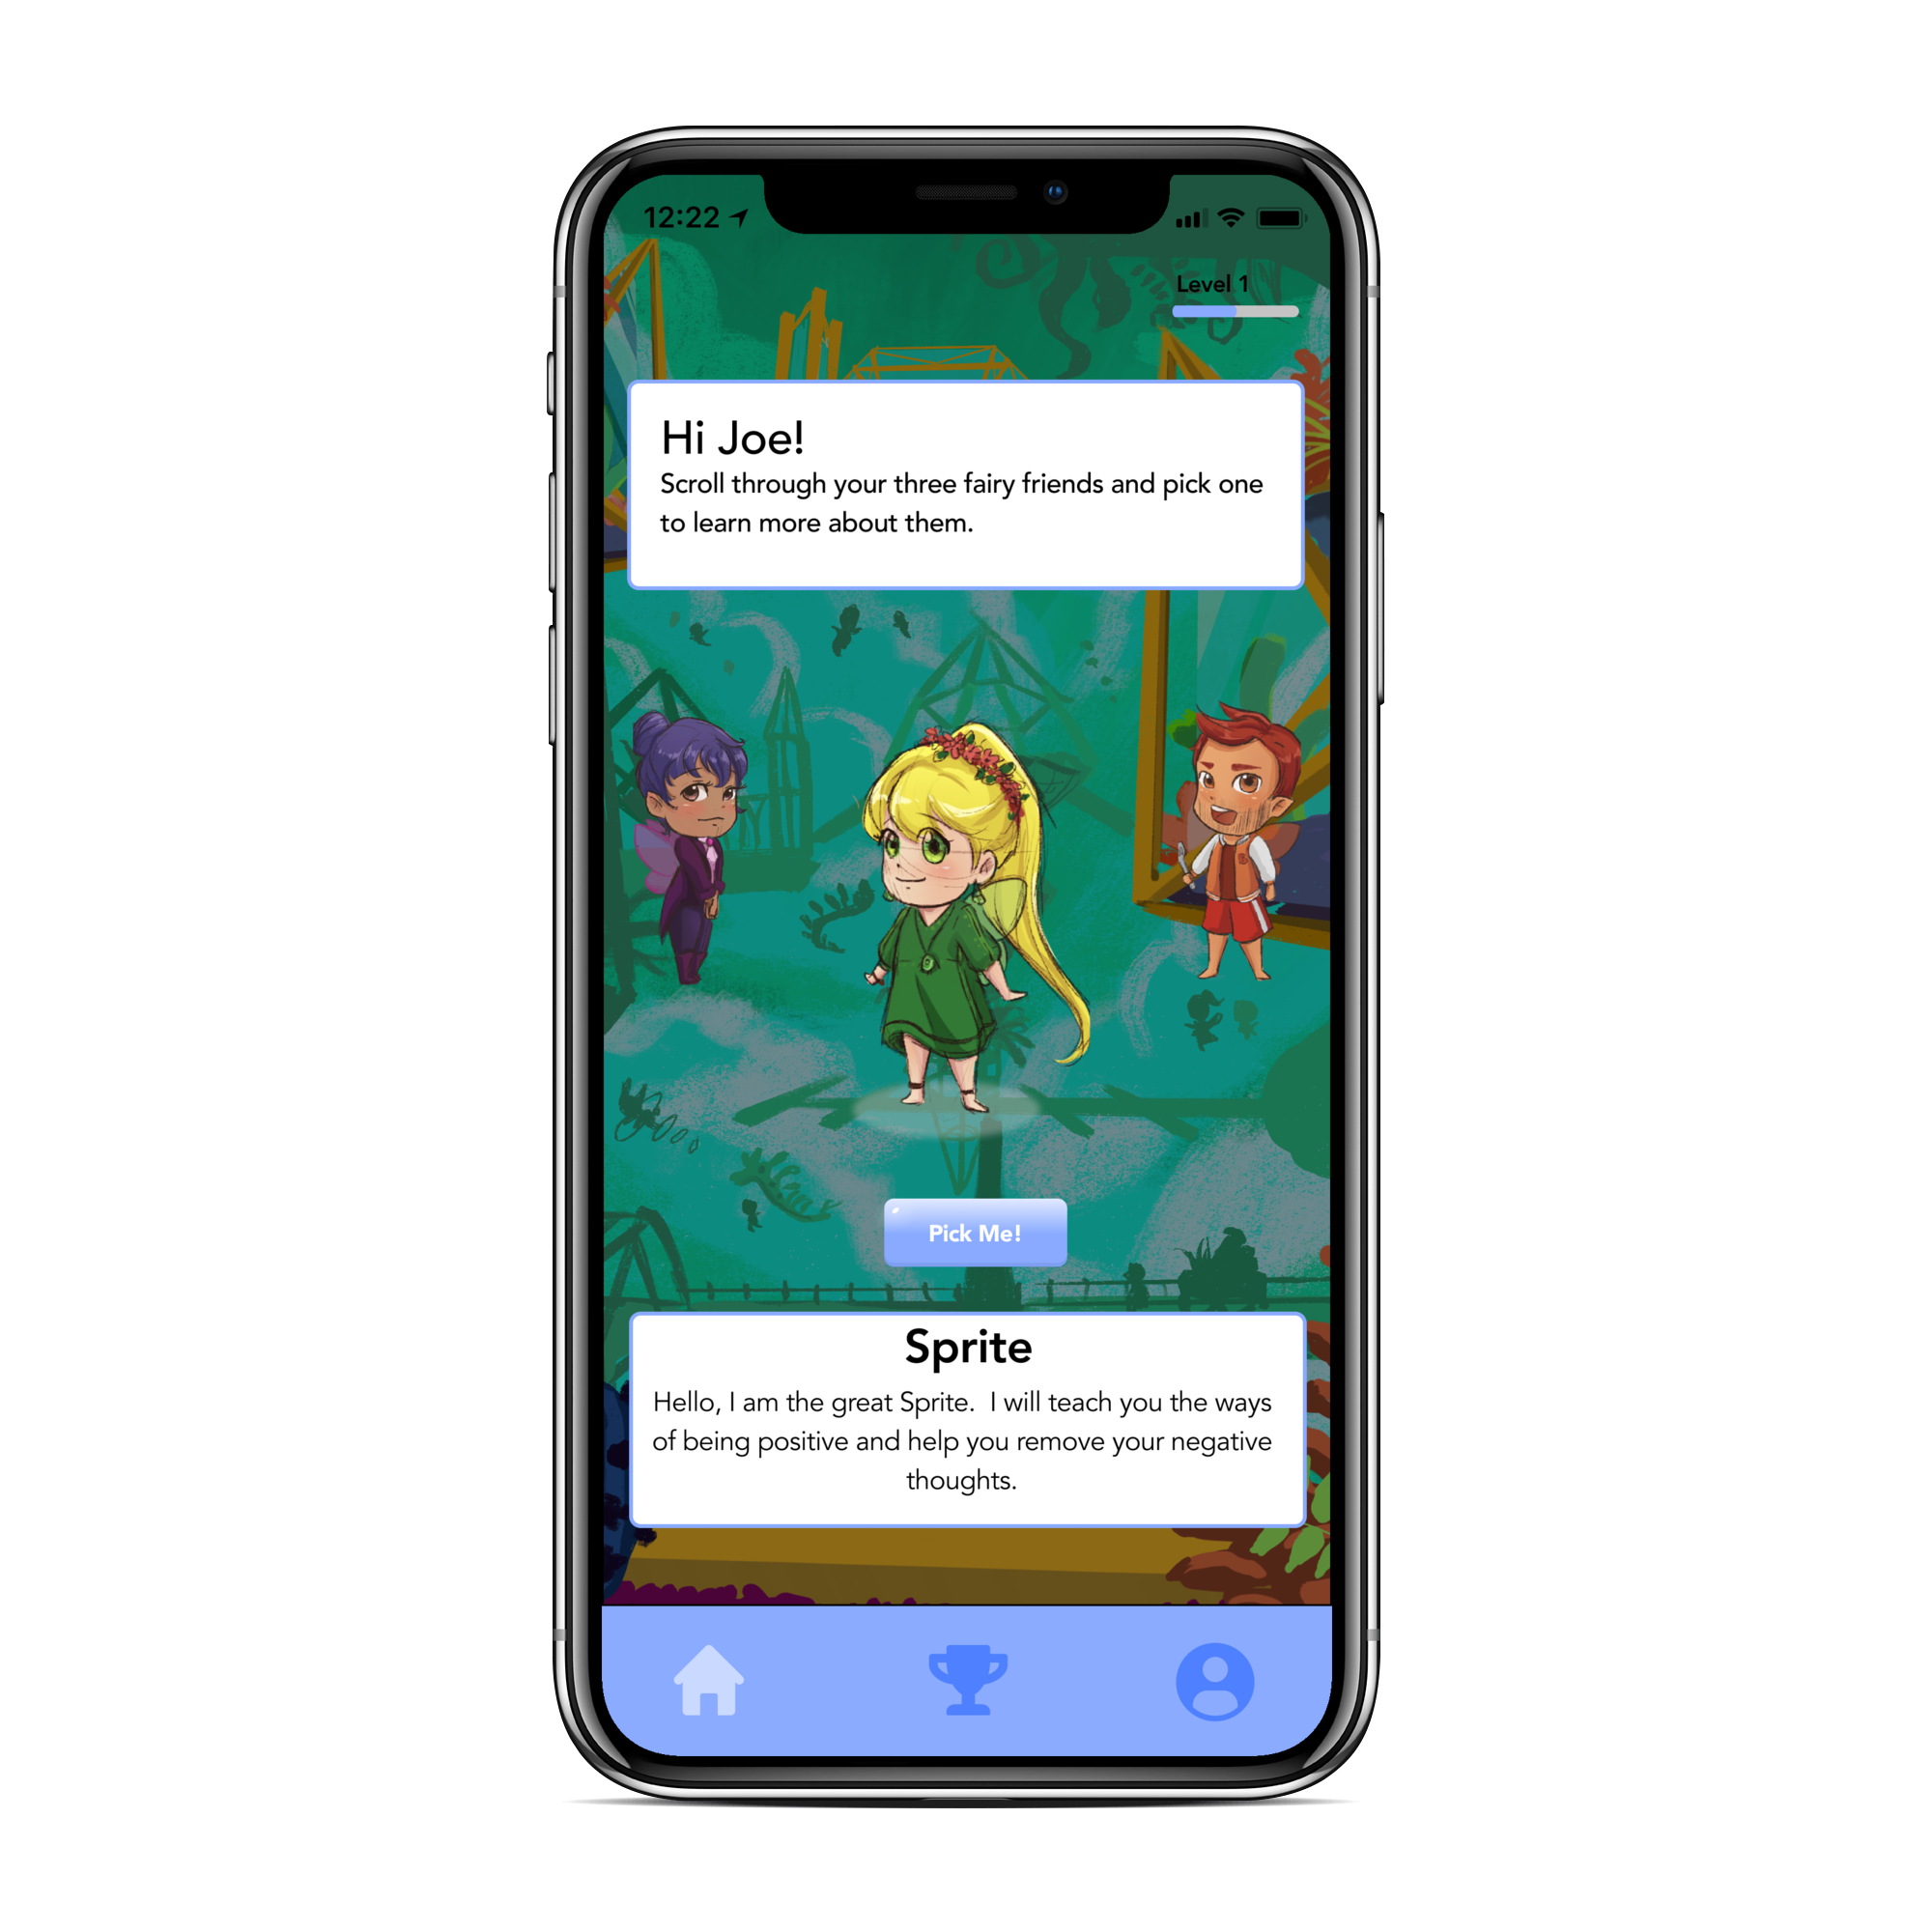 12:22
Level 1
Hi Joe!
Scroll through your three fairy friends and pick one
to learn more about them.
Pick Me!
Sprite
Hello, I am the great Sprite.  I will teach you the ways
of being positive and help you remove your negative
thoughts.